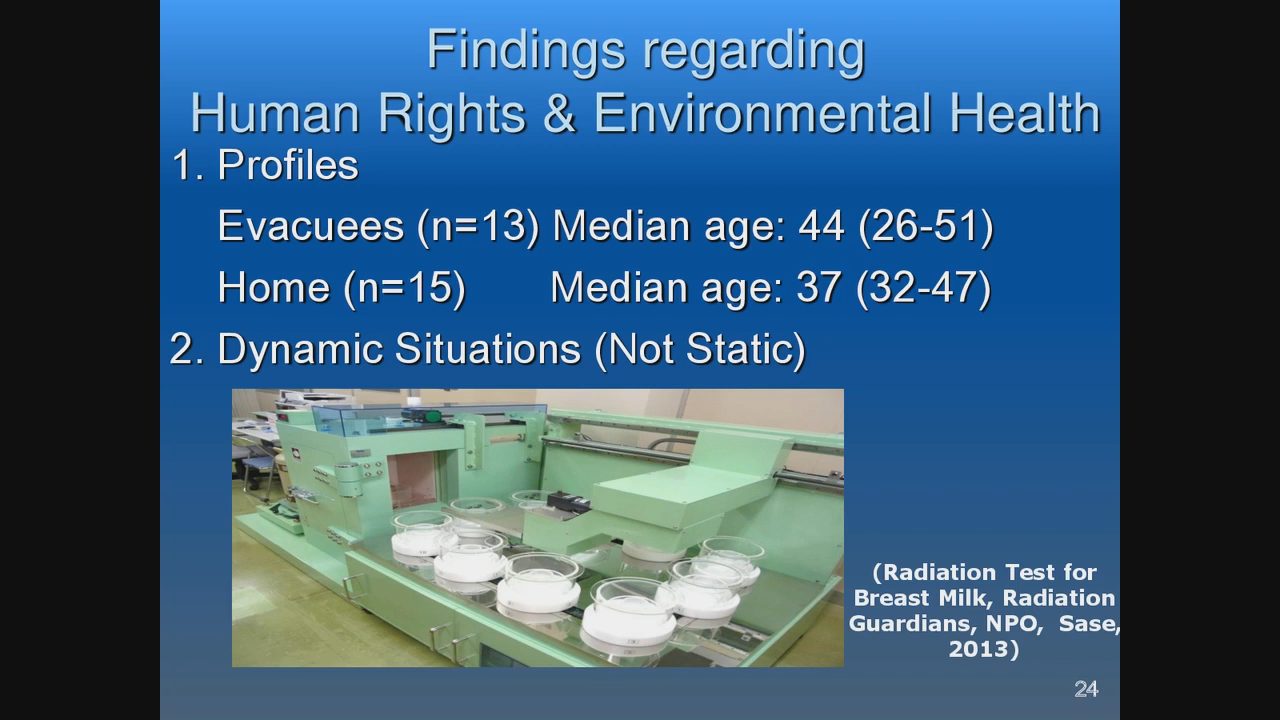 Findings regarding
Human Rights & Environmental Health
1. Profiles
Evacuees (n=13) Median age: 44 (26-51)
Home (n=15) Median age: 37 (32-47)
2. Dynamic Situations (Not Static)
(Radiation Test for
Breast Milk, Radiation
Guardians, NPO, Sase,
2013)
24